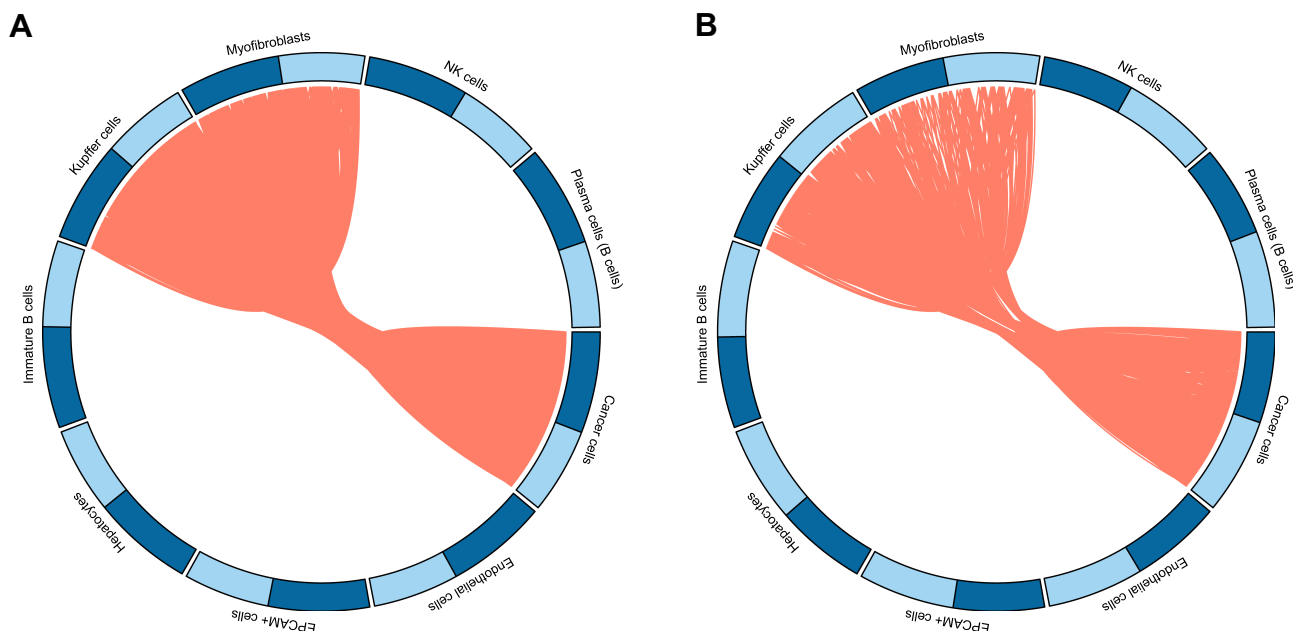 A
Myofibroblasts
NK cells
Plasma cells (B cells)
Cancer cells
Endothelial cells
EPCAM+ cells
Hepatocytes
Immature B cells
Kupffer cells
B
Myofibroblasts
NK cells
Plasma cells (B cells)
Cancer cells
Endothelial cells
EPCAM+ cells
Hepatocytes
Immature B cells
Kupffer cells